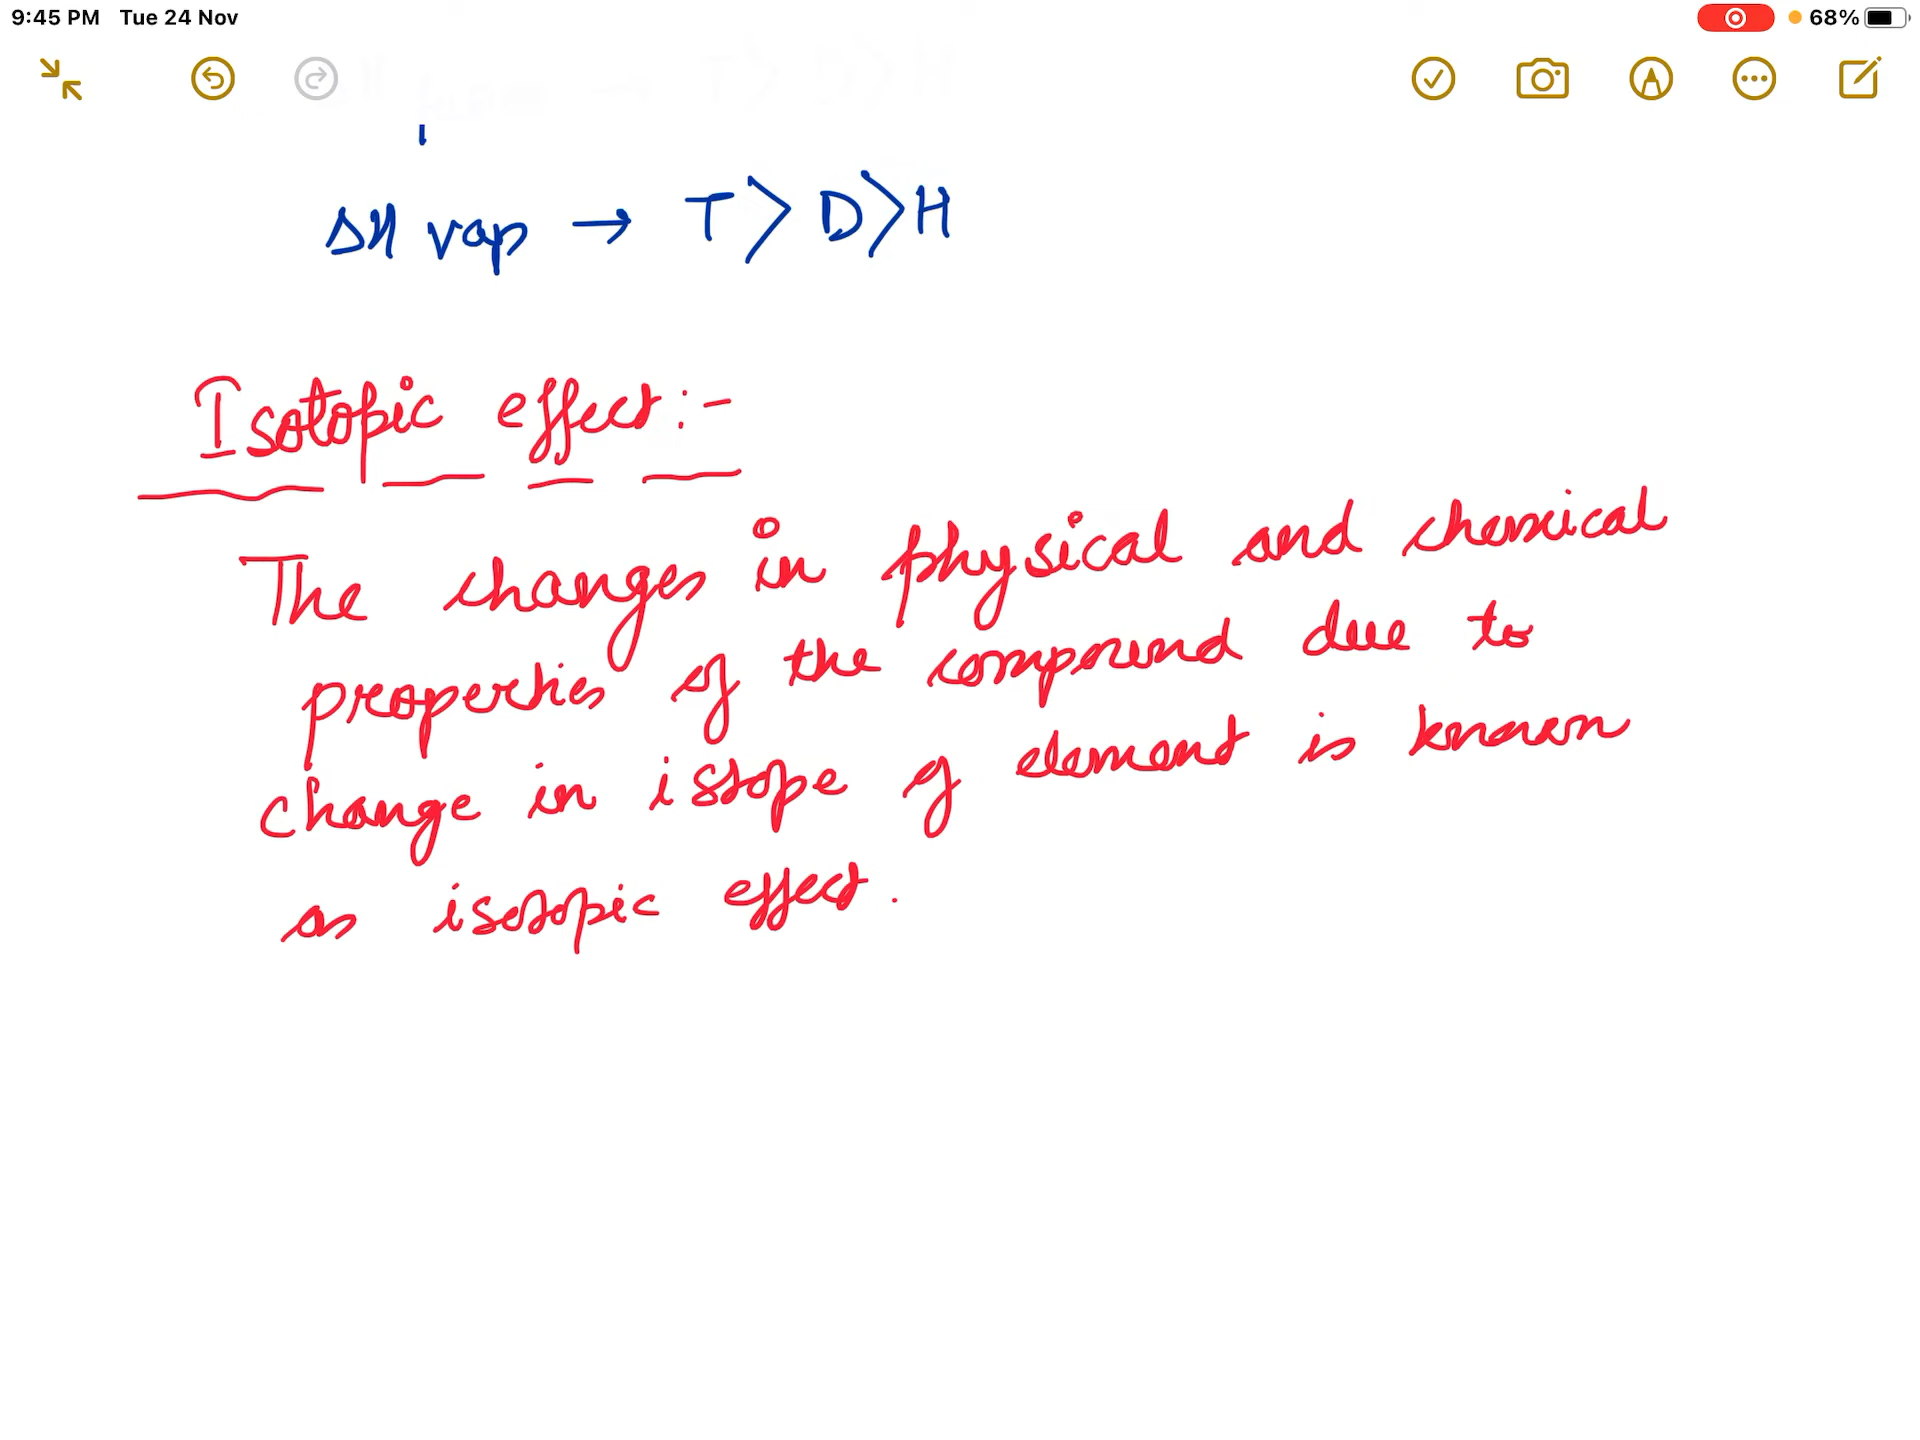 9:45 PM Tue 24 Nov 68%
ΔH vap → T > D > H
Isotopic effect :-
The changes in physical and chemical
properties of the compound due to
change in isotope of element is known
as isotopic effect.